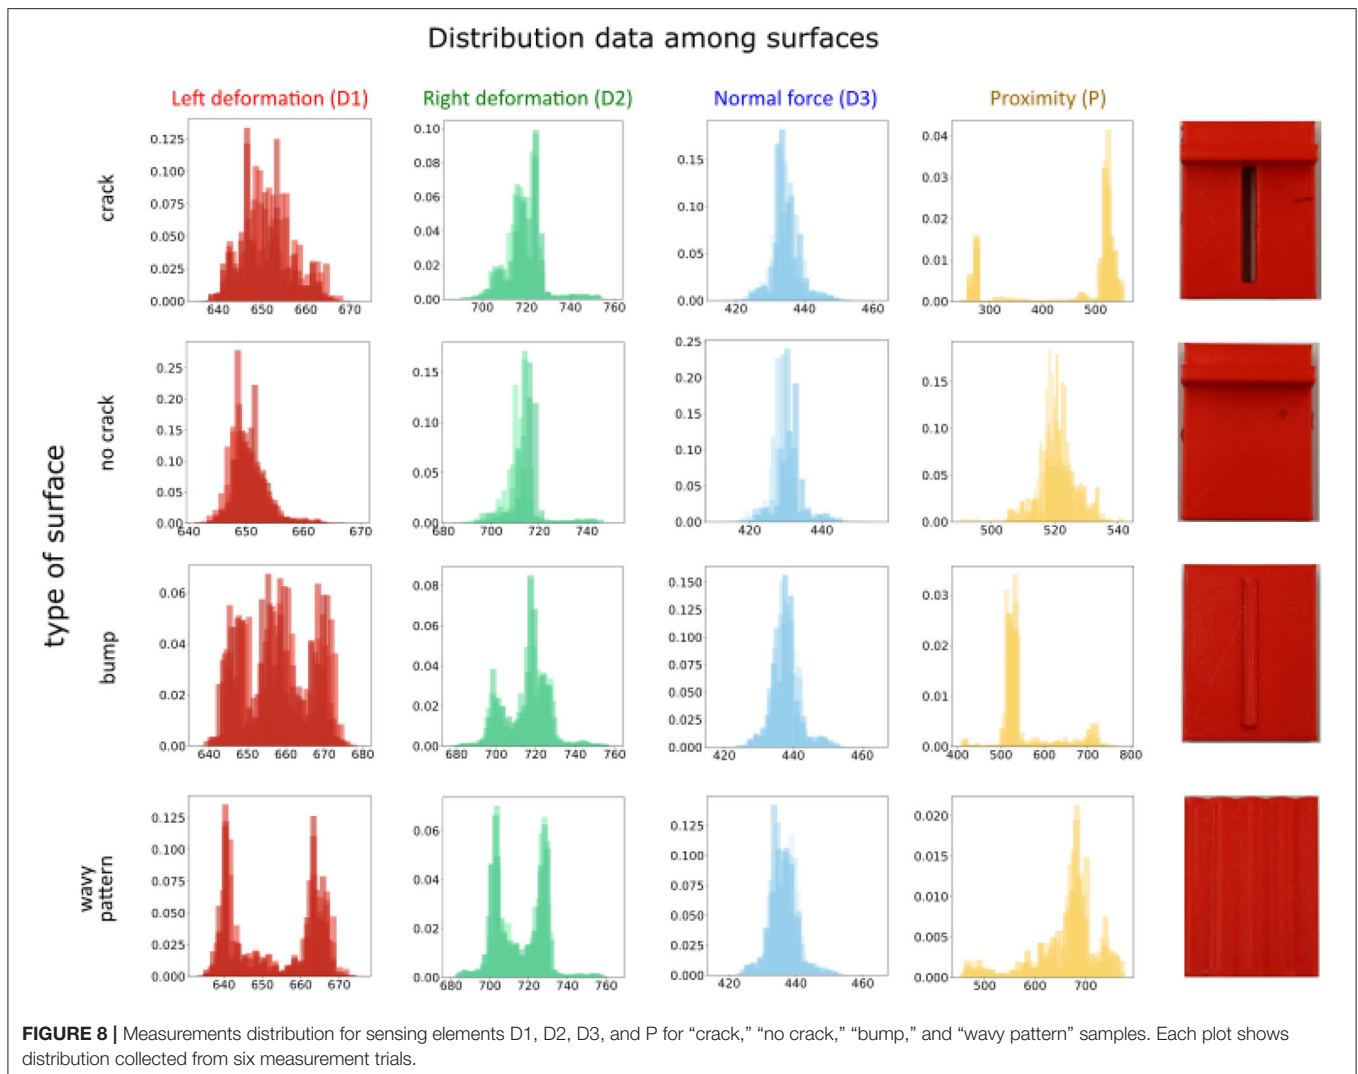 Distribution data among surfaces
Left deformation (D1)
Right deformation (D2)
Normal force (D3)
Proximity (P)
type of surface
crack
0.125
0.100
0.075
0.050
0.025
0.000
640 650 660 670
0.10
0.08
0.06
0.04
0.02
0.00
700 720 740 760
0.15
0.10
0.05
0.00
420 440 460
0.04
0.03
0.02
0.01
0.00
300 400 500
no crack
0.25
0.20
0.15
0.10
0.05
0.00
640 650 660 670
0.15
0.10
0.05
0.00
680 700 720 740
0.25
0.20
0.15
0.10
0.05
0.00
420 440
0.15
0.10
0.05
0.00
500 520 540
bump
0.06
0.04
0.02
0.00
640 650 660 670 680
0.08
0.06
0.04
0.02
0.00
680 700 720 740 760
0.150
0.125
0.100
0.075
0.050
0.025
0.000
420 440 460
0.03
0.02
0.01
0.00
400 500 600 700 800
wavy
pattern
0.125
0.100
0.075
0.050
0.025
0.000
640 650 660 670
0.06
0.04
0.02
0.00
680 700 720 740 760
0.125
0.100
0.075
0.050
0.025
0.000
420 440 460
0.020
0.015
0.010
0.005
0.000
500 600 700
FIGURE 8 | Measurements distribution for sensing elements D1, D2, D3, and P for “crack,” “no crack,” “bump,” and “wavy pattern” samples. Each plot shows
distribution collected from six measurement trials.